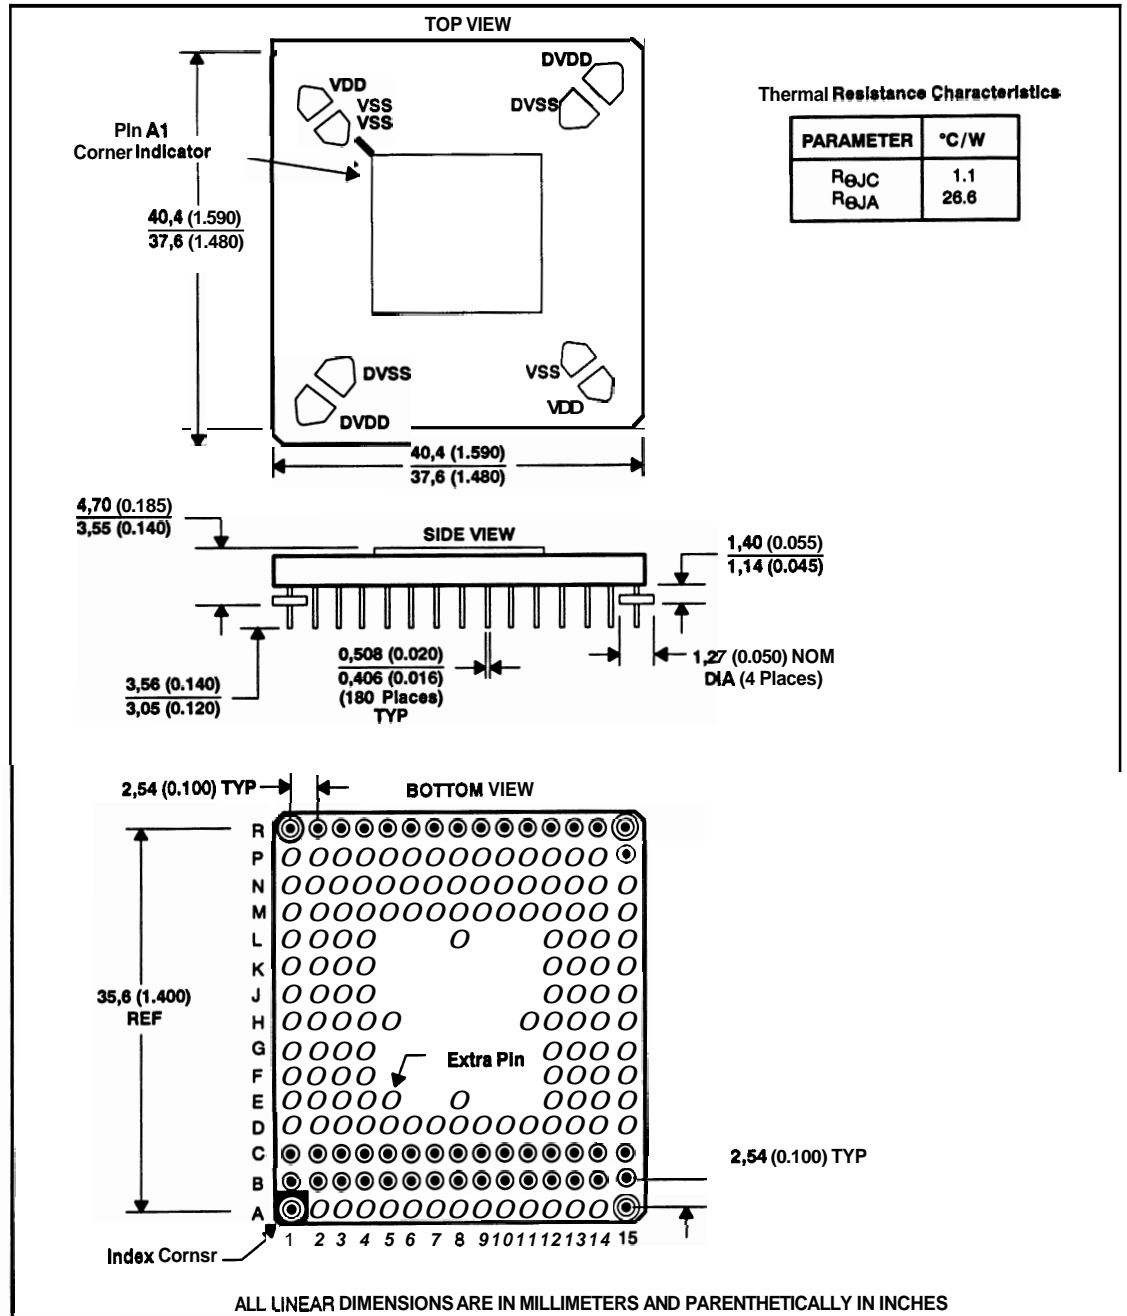 TOP VIEW
VDD
VSS
VSS
DVDD
DVSS
Pln A1
Corner Indicator
40,4 (1.590)
37,6 (1.480)
DVSS
DVDD
VSS
VDD
40,4 (1.590)
37,6 (1.480)
Thermal Resistance Characteristics
PARAMETER °C/W
RΘJC 1.1
RΘJA 26.6
4,70 (0.185)
3,55 (0.140)
SIDE VIEW
1,40 (0.055)
1,14 (0.045)
0,508 (0.020)
0,406 (0.016)
(180 Places)
TYP
1,27 (0.050) NOM
DIA (4 Places)
3,56 (0.140)
3,05 (0.120)
2,54 (0.100) TYP
BOTTOM VIEW
R
P
N
M
L
K
J
H
G
F
E
D
C
B
A
35,6 (1.400)
REF
Extra Pin
2,54 (0.100) TYP
1 2 3 4 5 6 7 8 9 10 11 12 13 14 15
Index Cornsr
ALL LINEAR DIMENSIONS ARE IN MILLIMETERS AND PARENTHETICALLY IN INCHES